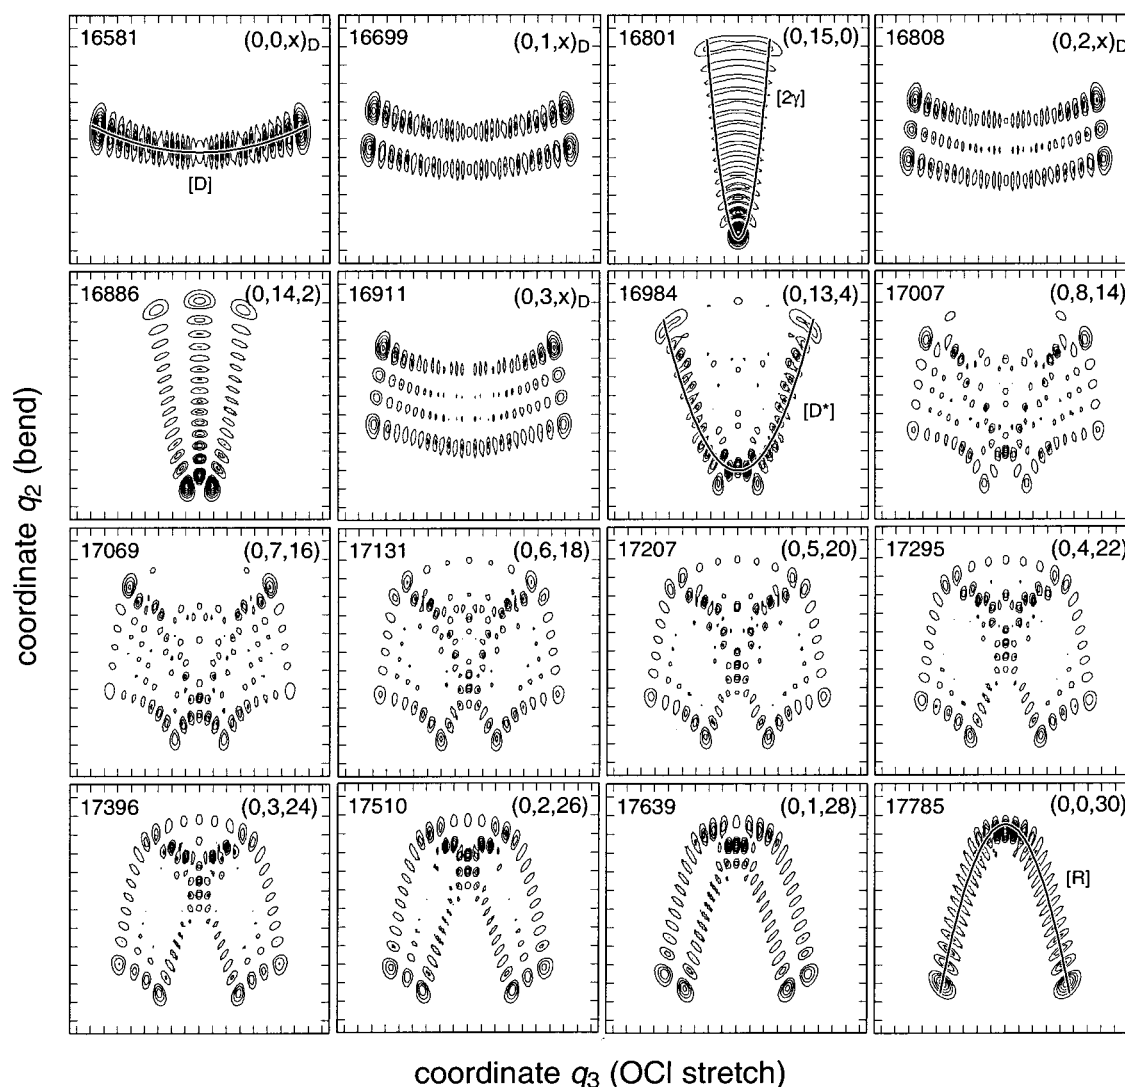 16581 (0,0,x)D
[D]
16699 (0,1,x)D
16801 (0,15,0)
[2γ]
16808 (0,2,x)D
16886 (0,14,2)
16911 (0,3,x)D
16984 (0,13,4)
[D*]
17007 (0,8,14)
17069 (0,7,16)
17131 (0,6,18)
17207 (0,5,20)
17295 (0,4,22)
17396 (0,3,24)
17510 (0,2,26)
17639 (0,1,28)
17785 (0,0,30)
[R]
coordinate q2 (bend)
coordinate q3 (OCl stretch)